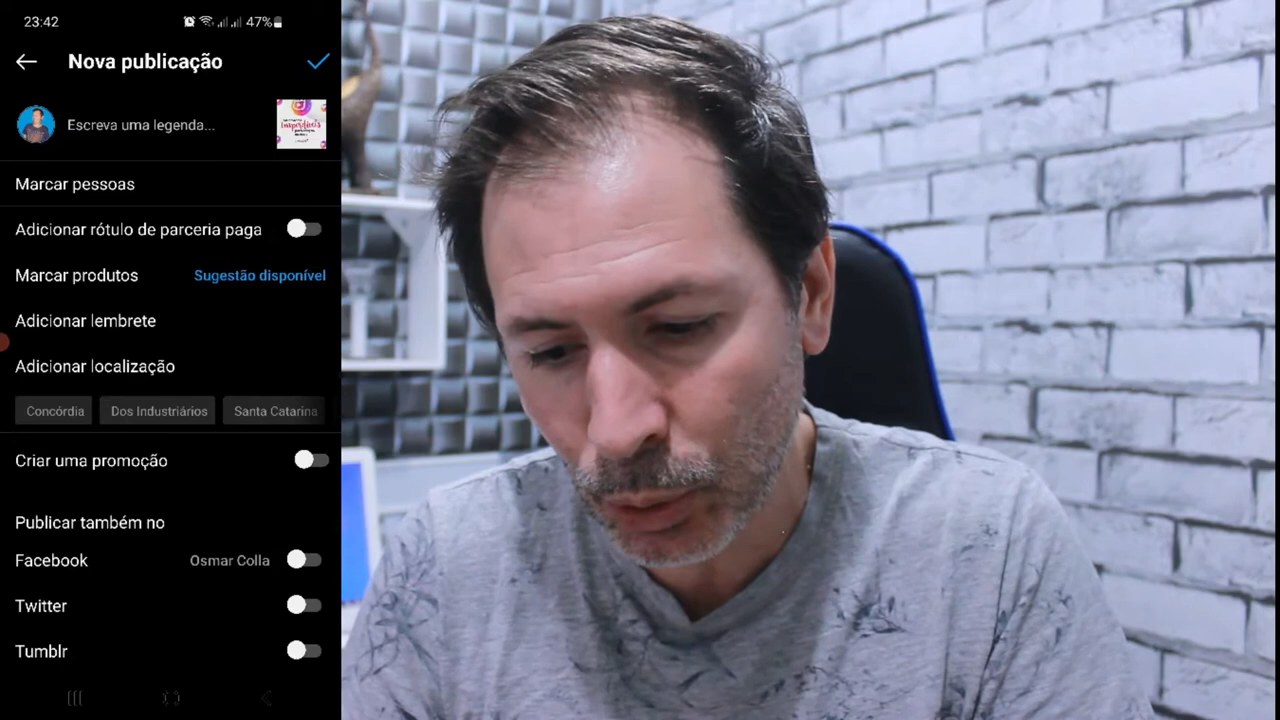 23:42
47%
Nova publicação
Escreva uma legenda...
Marcar pessoas
Adicionar rótulo de parceria paga
Marcar produtos Sugestão disponível
Adicionar lembrete
Adicionar localização
Concórdia Dos Industriários Santa Catarina
Criar uma promoção
Publicar também no
Facebook Osmar Colla
Twitter
Tumblr